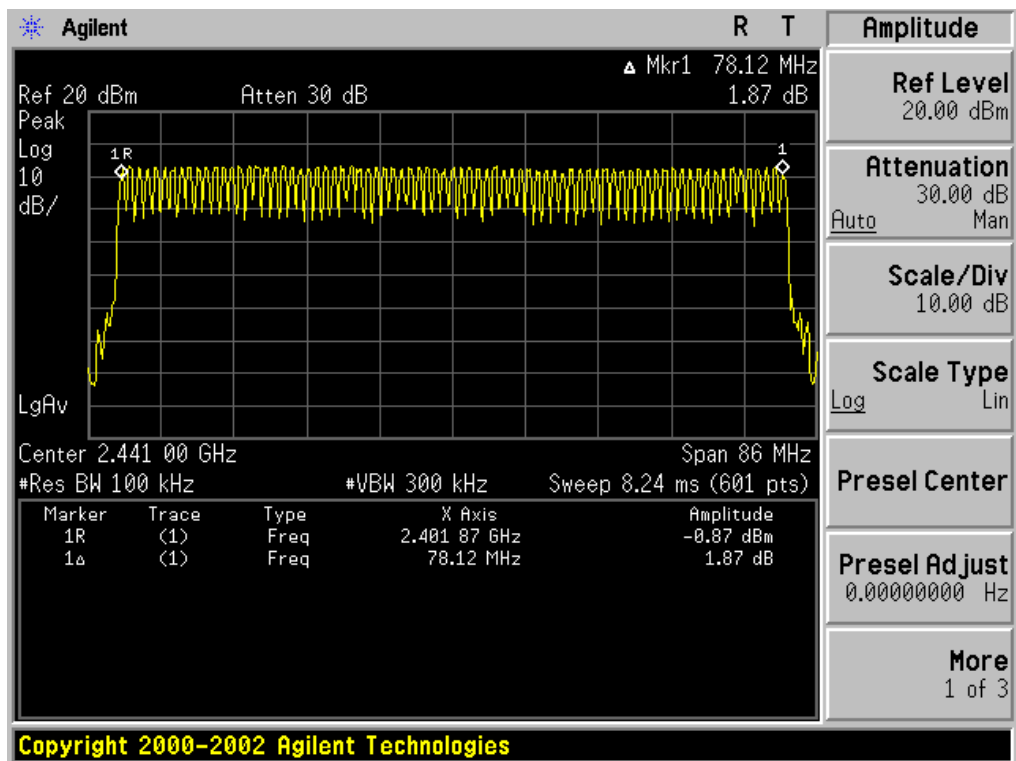 Agilent R T
Δ Mkr1 78.12 MHz
Ref 20 dBm Atten 30 dB 1.87 dB
Peak
Log
10
dB/
1R
1
LgAv
Center 2.441 00 GHz Span 86 MHz
#Res BW 100 kHz #VBW 300 kHz Sweep 8.24 ms (601 pts)
Marker Trace Type X Axis Amplitude
1R (1) Freq 2.401 87 GHz -0.87 dBm
1Δ (1) Freq 78.12 MHz 1.87 dB
Amplitude
Ref Level
20.00 dBm
Attenuation
30.00 dB
Auto Man
Scale/Div
10.00 dB
Scale Type
Log Lin
Presel Center
Presel Adjust
0.00000000 Hz
More
1 of 3
Copyright 2000-2002 Agilent Technologies